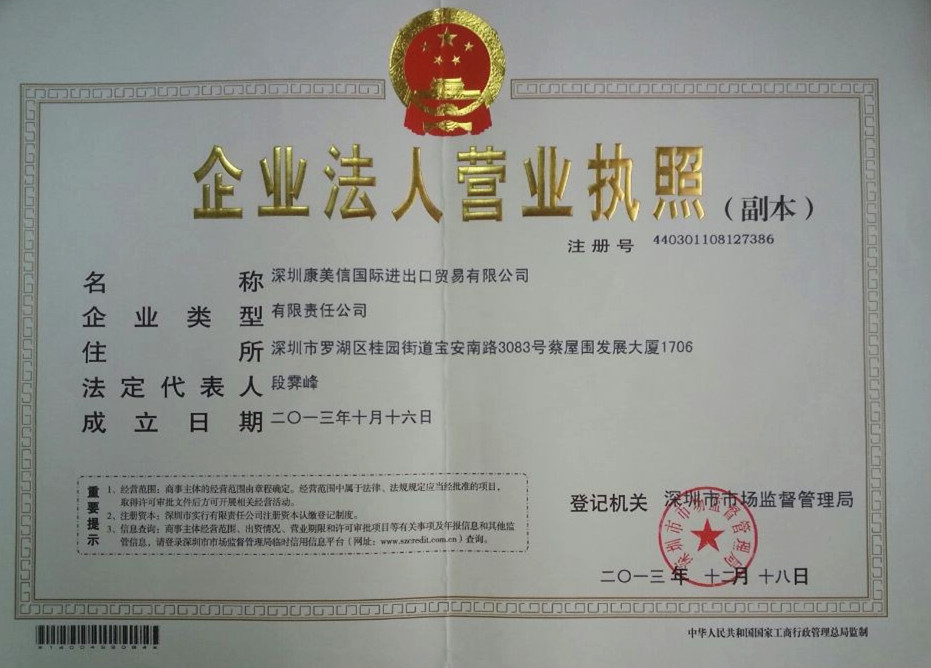 企业法人营业执照（副本）
注册号 440301108127386
名称 深圳康美信国际进出口贸易有限公司
企业类型 有限责任公司
住所 深圳市罗湖区桂园街道宝安南路3083号蔡屋围发展大厦1706
法定代表人 段霁峰
成立日期 二〇一三年十月十六日
重要提示
1、经营范围：商事主体的经营范围由章程确定。经营范围中属于法律、法规规定应当经批准的项目，
取得许可审批文件后方可开展相关经营活动。
2、注册资本：深圳市实行有限责任公司注册资本认缴登记制度。
3、信息查询：商事主体经营范围、出资情况、营业期限和许可审批项目等有关事项及年报信息和其他监
管信息，请登录深圳市市场监督管理局临时信用信息平台（网址：www.szcredit.com.cn）查询。
登记机关 深圳市市场监督管理局
深圳市市场监督管理局
二〇一三年 十二月 十八日
中华人民共和国国家工商行政管理总局监制